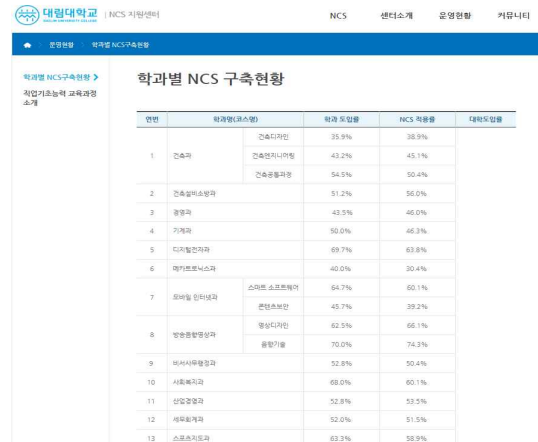 대림대학교 | NCS 지원센터
NCS 센터소개 운영현황 커뮤니티
운영현황 학과별 NCS구축현황
학과별 NCS구축현황
직업기초능력 교육과정
소개
학과별 NCS 구축현황
연번 학과명(코스명) 학과 도입률 NCS 적용률 대학도입률
1 건축과 건축디자인 35.9% 38.9%
건축엔지니어링 43.2% 45.1%
건축공통과정 54.5% 50.4%
2 건축설비소방과 51.2% 56.0%
3 경영과 43.5% 46.0%
4 기계과 50.0% 46.3%
5 디지털전자과 69.7% 63.8%
6 메카트로닉스과 40.0% 30.4%
7 모바일 인터넷과 스마트 소프트웨어 64.7% 60.1%
콘텐츠보안 45.7% 39.2%
8 방송음향영상과 영상디자인 62.5% 66.1%
음향기술 70.0% 74.3%
9 비서사무행정과 52.8% 50.4%
10 사회복지과 68.0% 60.1%
11 산업경영과 52.8% 53.5%
12 세무회계과 52.0% 51.5%
13 스포츠지도과 63.3% 58.9%